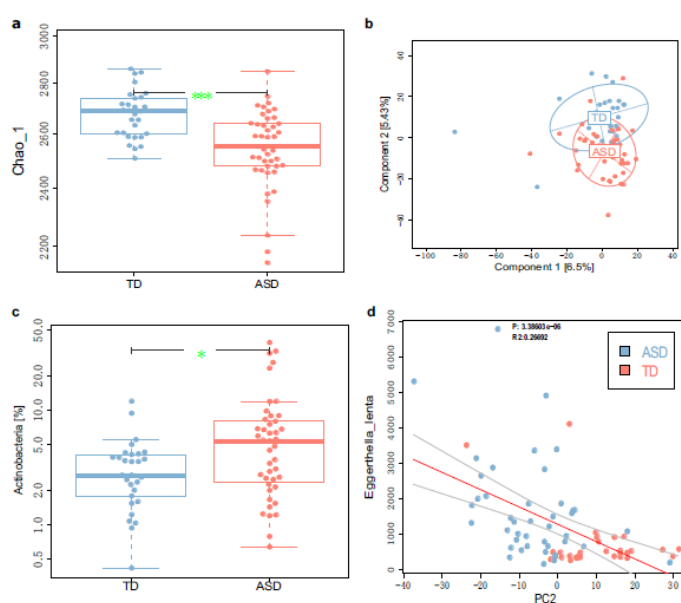 a
3000
2800
2600
2400
2200
Chao_1
***
TD
ASD
b
40
20
0
-30
-60
Component 2 [5.43%]
TD
ASD
-100
-80
-60
-40
-20
0
20
40
Component 1 [6.5%]
c
50.0
20.0
10.0
5.0
2.0
1.0
0.5
Actinobacteria [%]
*
TD
ASD
d
P: 3.38603e-06
R2:0.26692
ASD
TD
7000
6000
5000
4000
3000
2000
1000
0
Eggerthella_lenta
-40
-30
-20
-10
0
10
20
30
PC2